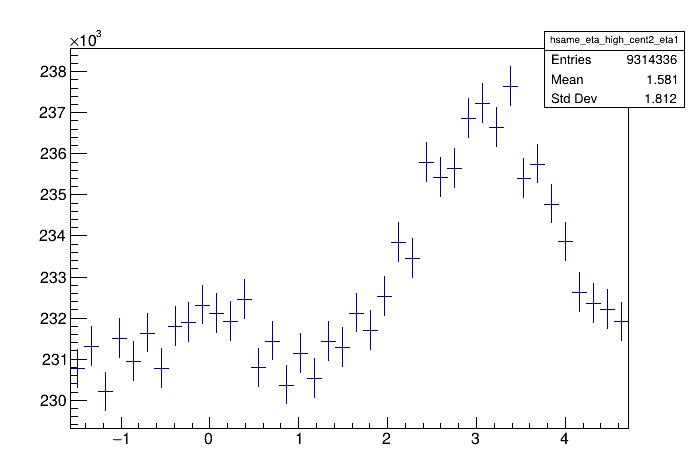 ×10³
hsame_eta_high_cent2_eta1
Entries 9314336
Mean 1.581
Std Dev 1.812
238
237
236
235
234
233
232
231
230
−1 0 1 2 3 4